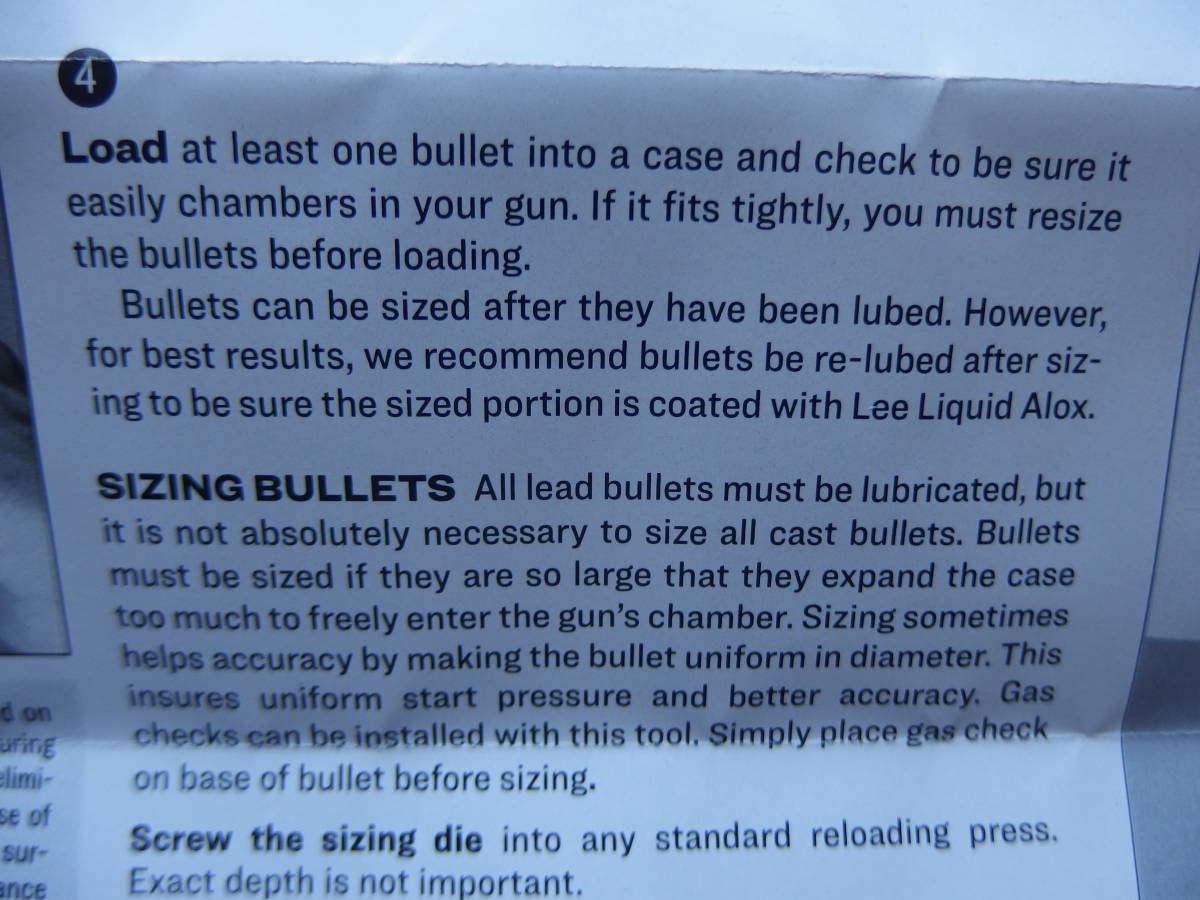 4
Load at least one bullet into a case and check to be sure it
easily chambers in your gun. If it fits tightly, you must resize
the bullets before loading.
Bullets can be sized after they have been lubed. However,
for best results, we recommend bullets be re-lubed after siz-
ing to be sure the sized portion is coated with Lee Liquid Alox.
SIZING BULLETS All lead bullets must be lubricated, but
it is not absolutely necessary to size all cast bullets. Bullets
must be sized if they are so large that they expand the case
too much to freely enter the gun's chamber. Sizing sometimes
helps accuracy by making the bullet uniform in diameter. This
insures uniform start pressure and better accuracy. Gas
checks can be installed with this tool. Simply place gas check
on base of bullet before sizing.
Screw the sizing die into any standard reloading press.
Exact depth is not important.
d on
uring
elimi-
se of
sur-
ance